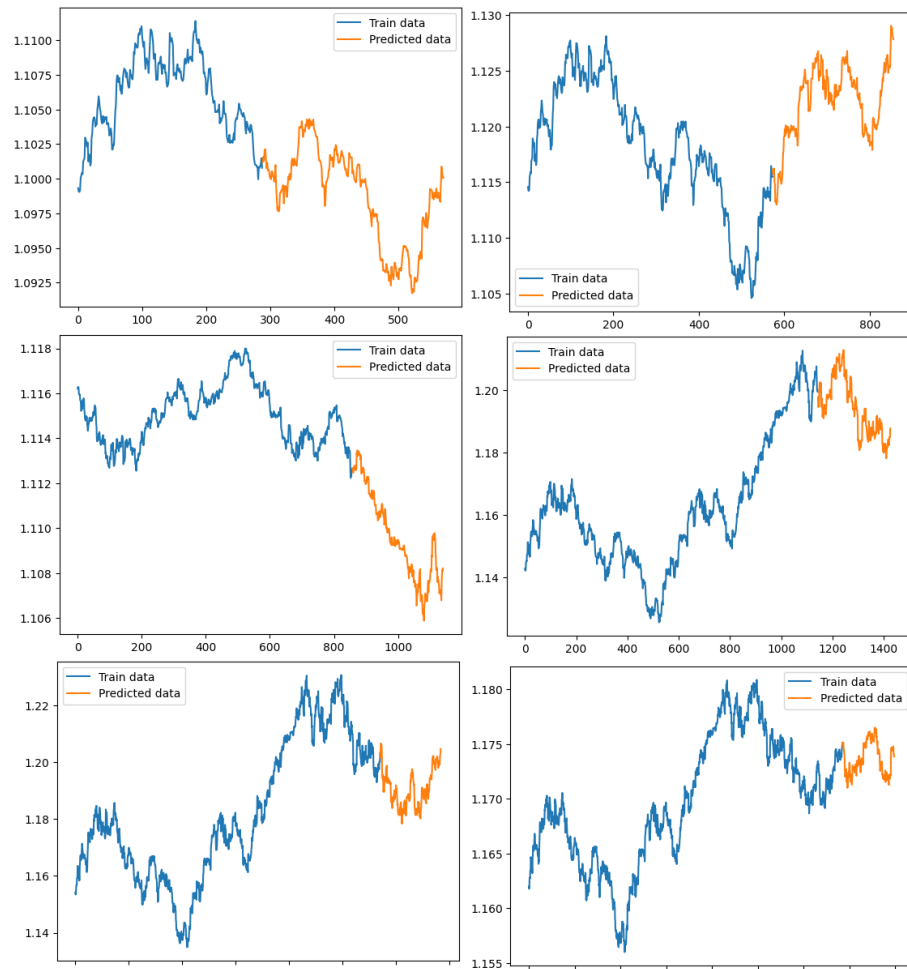 Train data
Predicted data
1.1100
1.1075
1.1050
1.1025
1.1000
1.0975
1.0950
1.0925
0 100 200 300 400 500
1.130
1.125
1.120
1.115
1.110
1.105
Train data
Predicted data
0 200 400 600 800
Train data
Predicted data
1.118
1.116
1.114
1.112
1.110
1.108
1.106
0 200 400 600 800 1000
Train data
Predicted data
1.20
1.18
1.16
1.14
0 200 400 600 800 1000 1200 1400
Train data
Predicted data
1.22
1.20
1.18
1.16
1.14
Train data
Predicted data
1.180
1.175
1.170
1.165
1.160
1.155